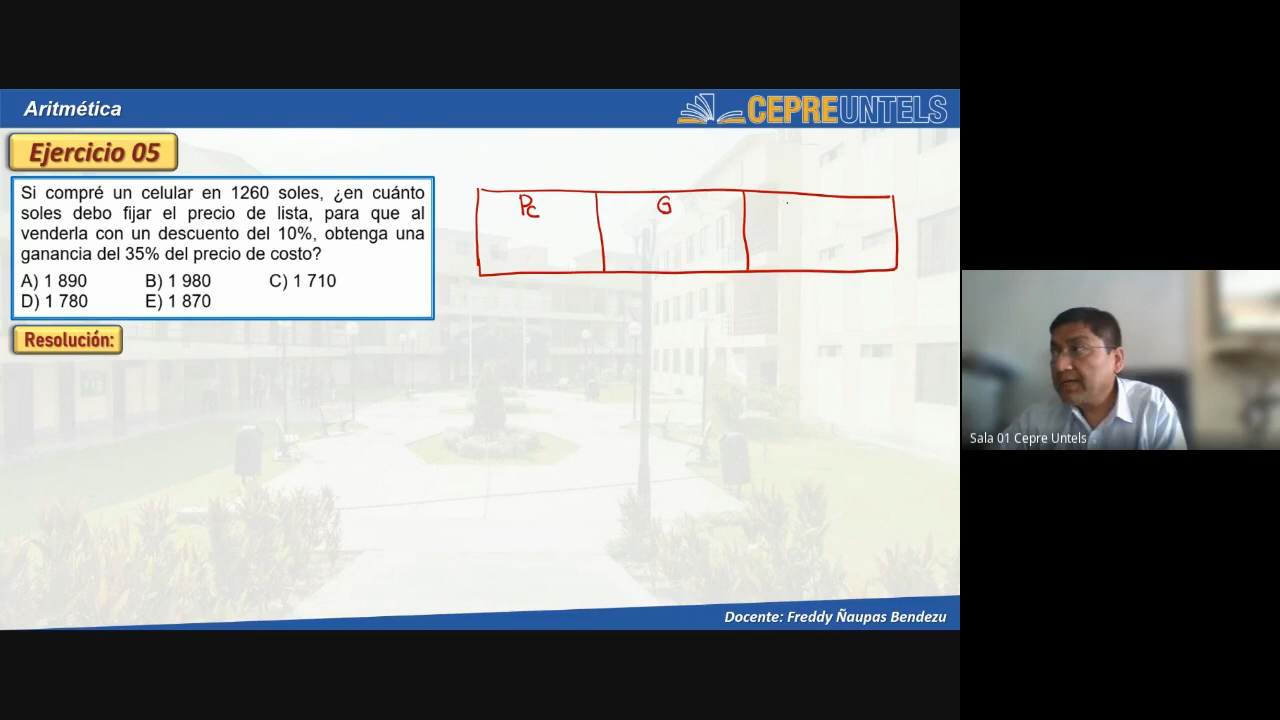 Aritmética
CEPREUNTELS
Ejercicio 05
Si compré un celular en 1260 soles, ¿en cuánto
soles debo fijar el precio de lista, para que al
venderla con un descuento del 10%, obtenga una
ganancia del 35% del precio de costo?
A) 1 890 B) 1 980 C) 1 710
D) 1 780 E) 1 870
Resolución:
Pc G
Sala 01 Cepre Untels
Docente: Freddy Ñaupas Bendezu